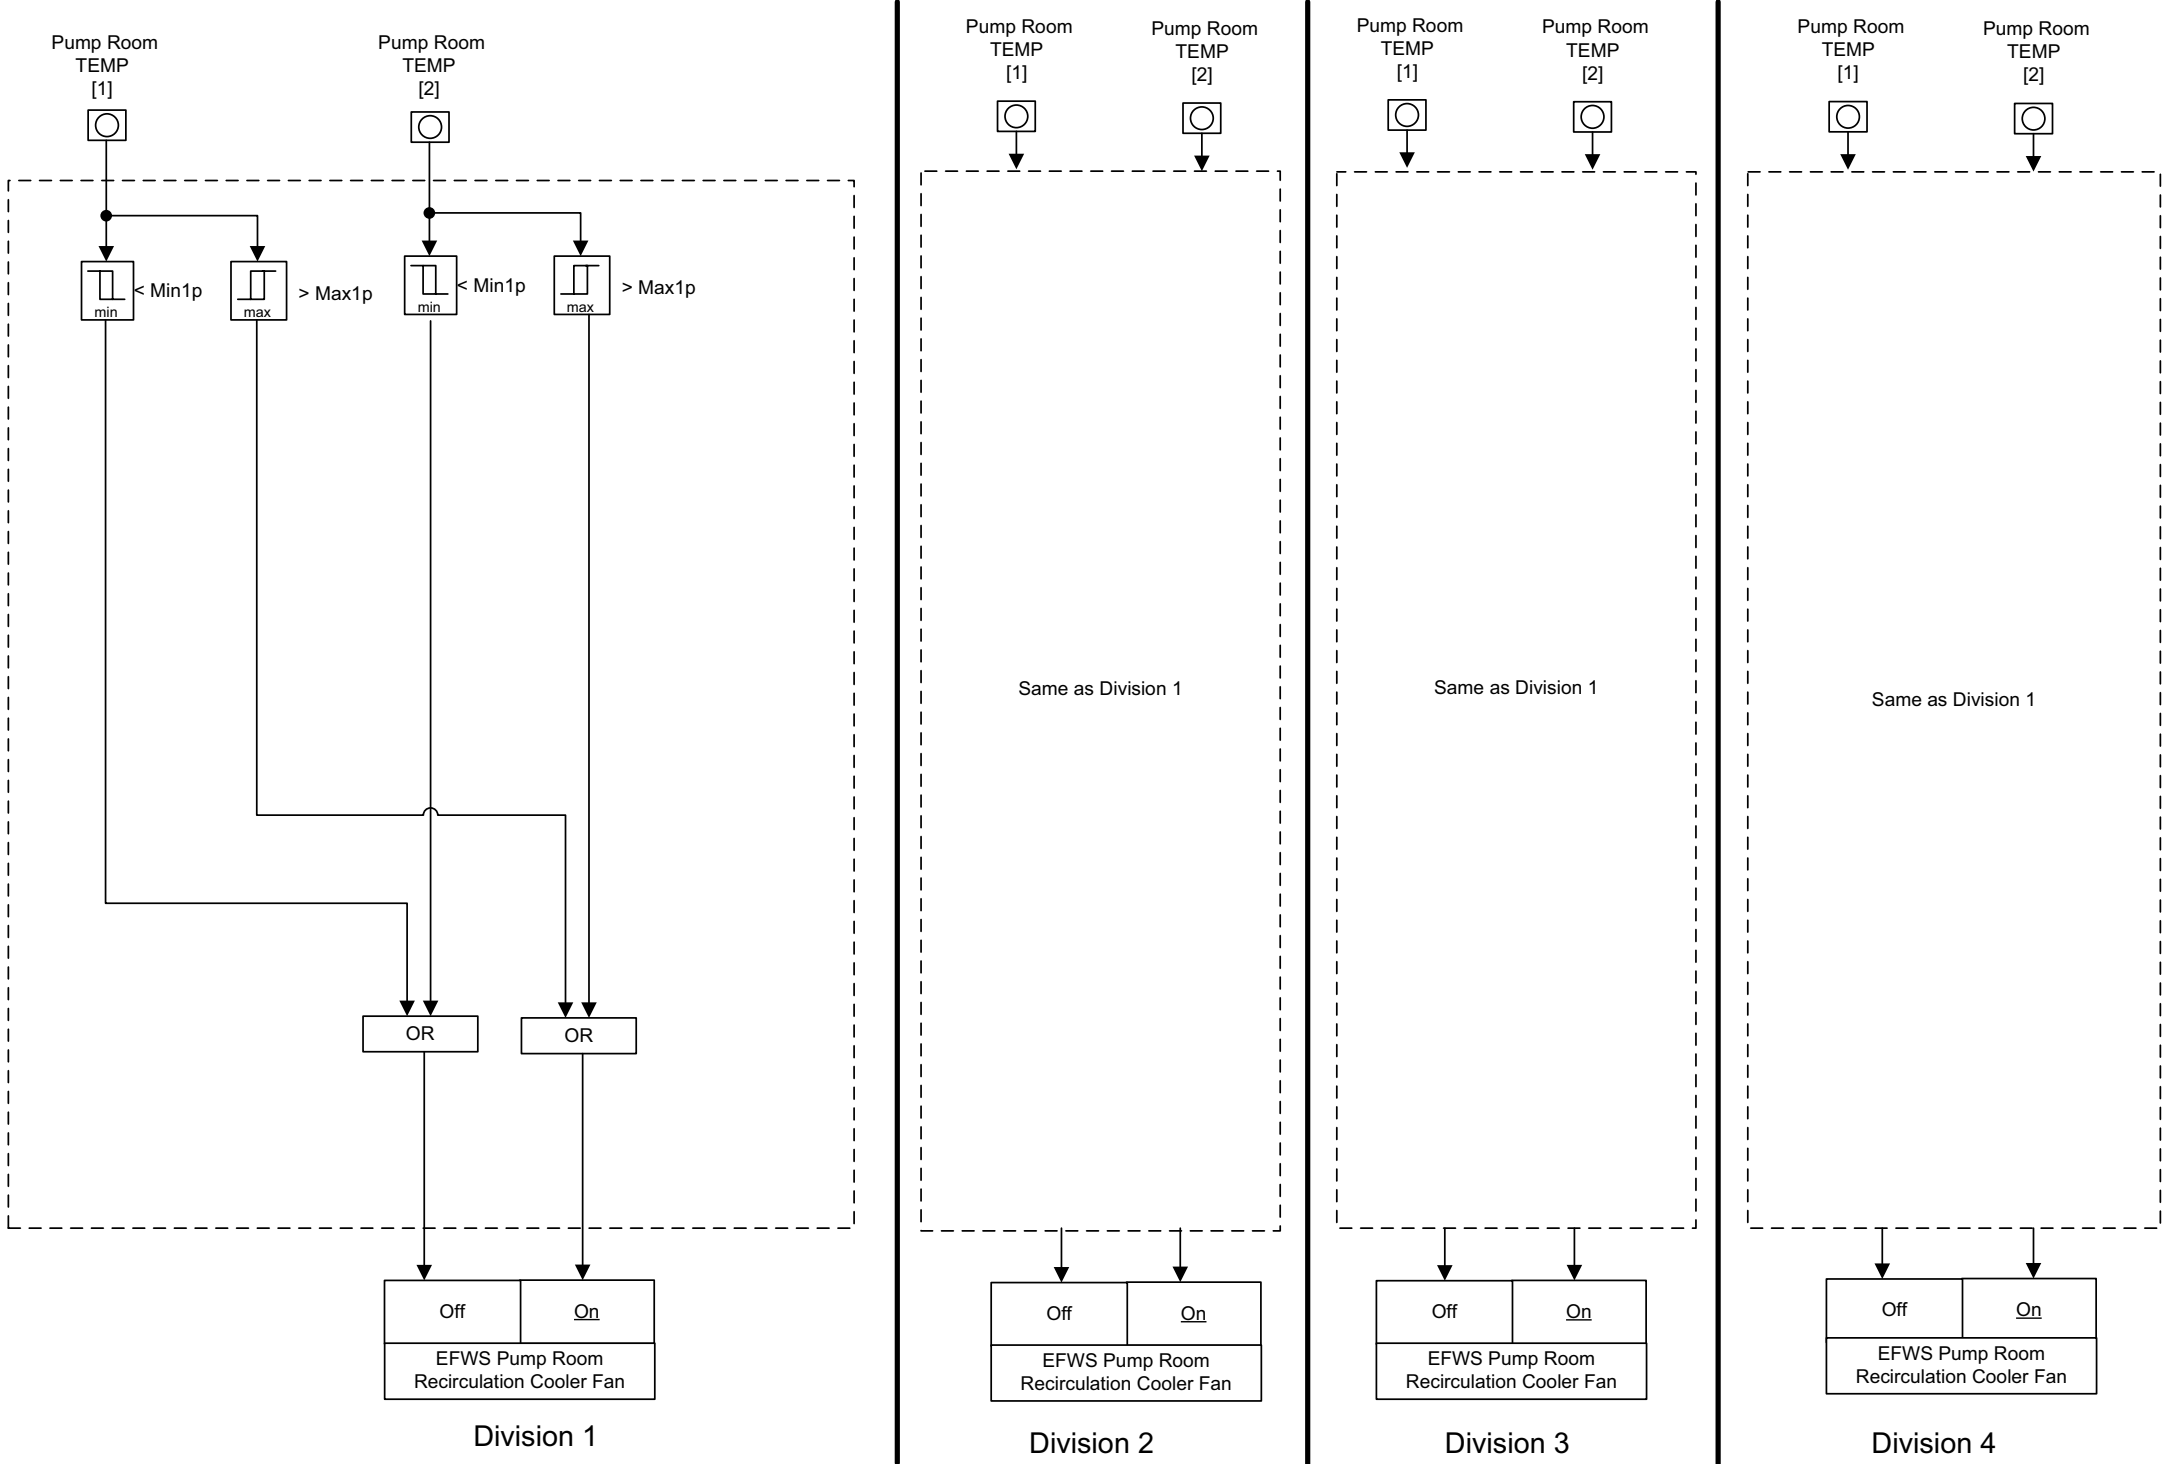 Pump Room
TEMP
[1]
Pump Room
TEMP
[2]
min
< Min1p
max
> Max1p
min
< Min1p
max
> Max1p
OR
OR
Off
On
EFWS Pump Room
Recirculation Cooler Fan
Division 1
Pump Room
TEMP
[1]
Pump Room
TEMP
[2]
Same as Division 1
Off
On
EFWS Pump Room
Recirculation Cooler Fan
Division 2
Pump Room
TEMP
[1]
Pump Room
TEMP
[2]
Same as Division 1
Off
On
EFWS Pump Room
Recirculation Cooler Fan
Division 3
Pump Room
TEMP
[1]
Pump Room
TEMP
[2]
Same as Division 1
Off
On
EFWS Pump Room
Recirculation Cooler Fan
Division 4